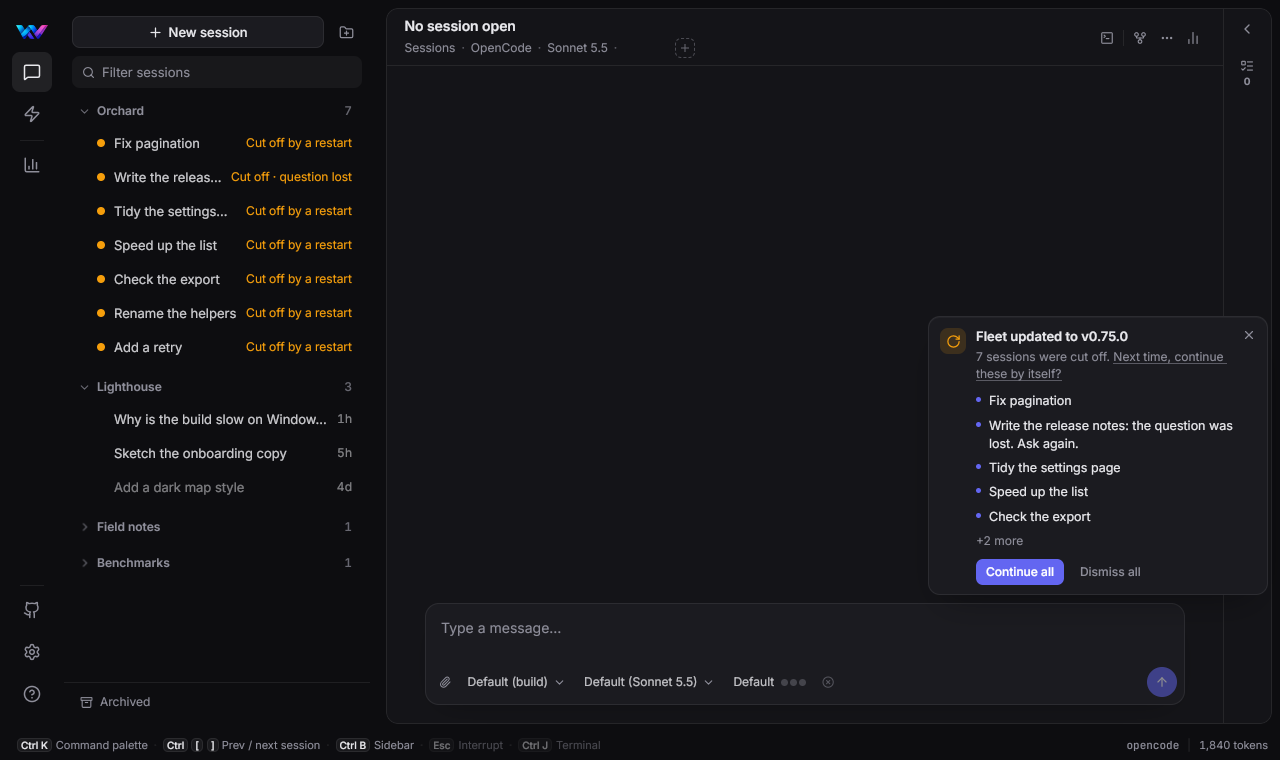 New session
Filter sessions
Orchard 7
Fix pagination Cut off by a restart
Write the releas... Cut off · question lost
Tidy the settings... Cut off by a restart
Speed up the list Cut off by a restart
Check the export Cut off by a restart
Rename the helpers Cut off by a restart
Add a retry Cut off by a restart
Lighthouse 3
Why is the build slow on Window... 1h
Sketch the onboarding copy 5h
Add a dark map style 4d
Field notes 1
Benchmarks 1
Archived
No session open
Sessions · OpenCode · Sonnet 5.5 ·
0
Fleet updated to v0.75.0
7 sessions were cut off. Next time, continue
these by itself?
Fix pagination
Write the release notes: the question was
lost. Ask again.
Tidy the settings page
Speed up the list
Check the export
+2 more
Continue all Dismiss all
Type a message...
Default (build) Default (Sonnet 5.5) Default
Ctrl K Command palette · Ctrl [ ] Prev / next session · Ctrl B Sidebar · Esc Interrupt · Ctrl J Terminal
opencode 1,840 tokens